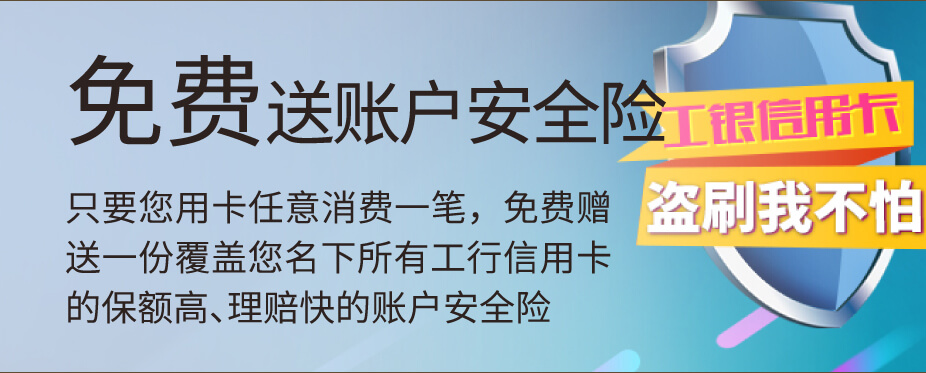 免费送账户安全险
只要您用卡任意消费一笔，免费赠
送一份覆盖您名下所有工行信用卡
的保额高、理赔快的账户安全险
工银信用卡
盗刷我不怕